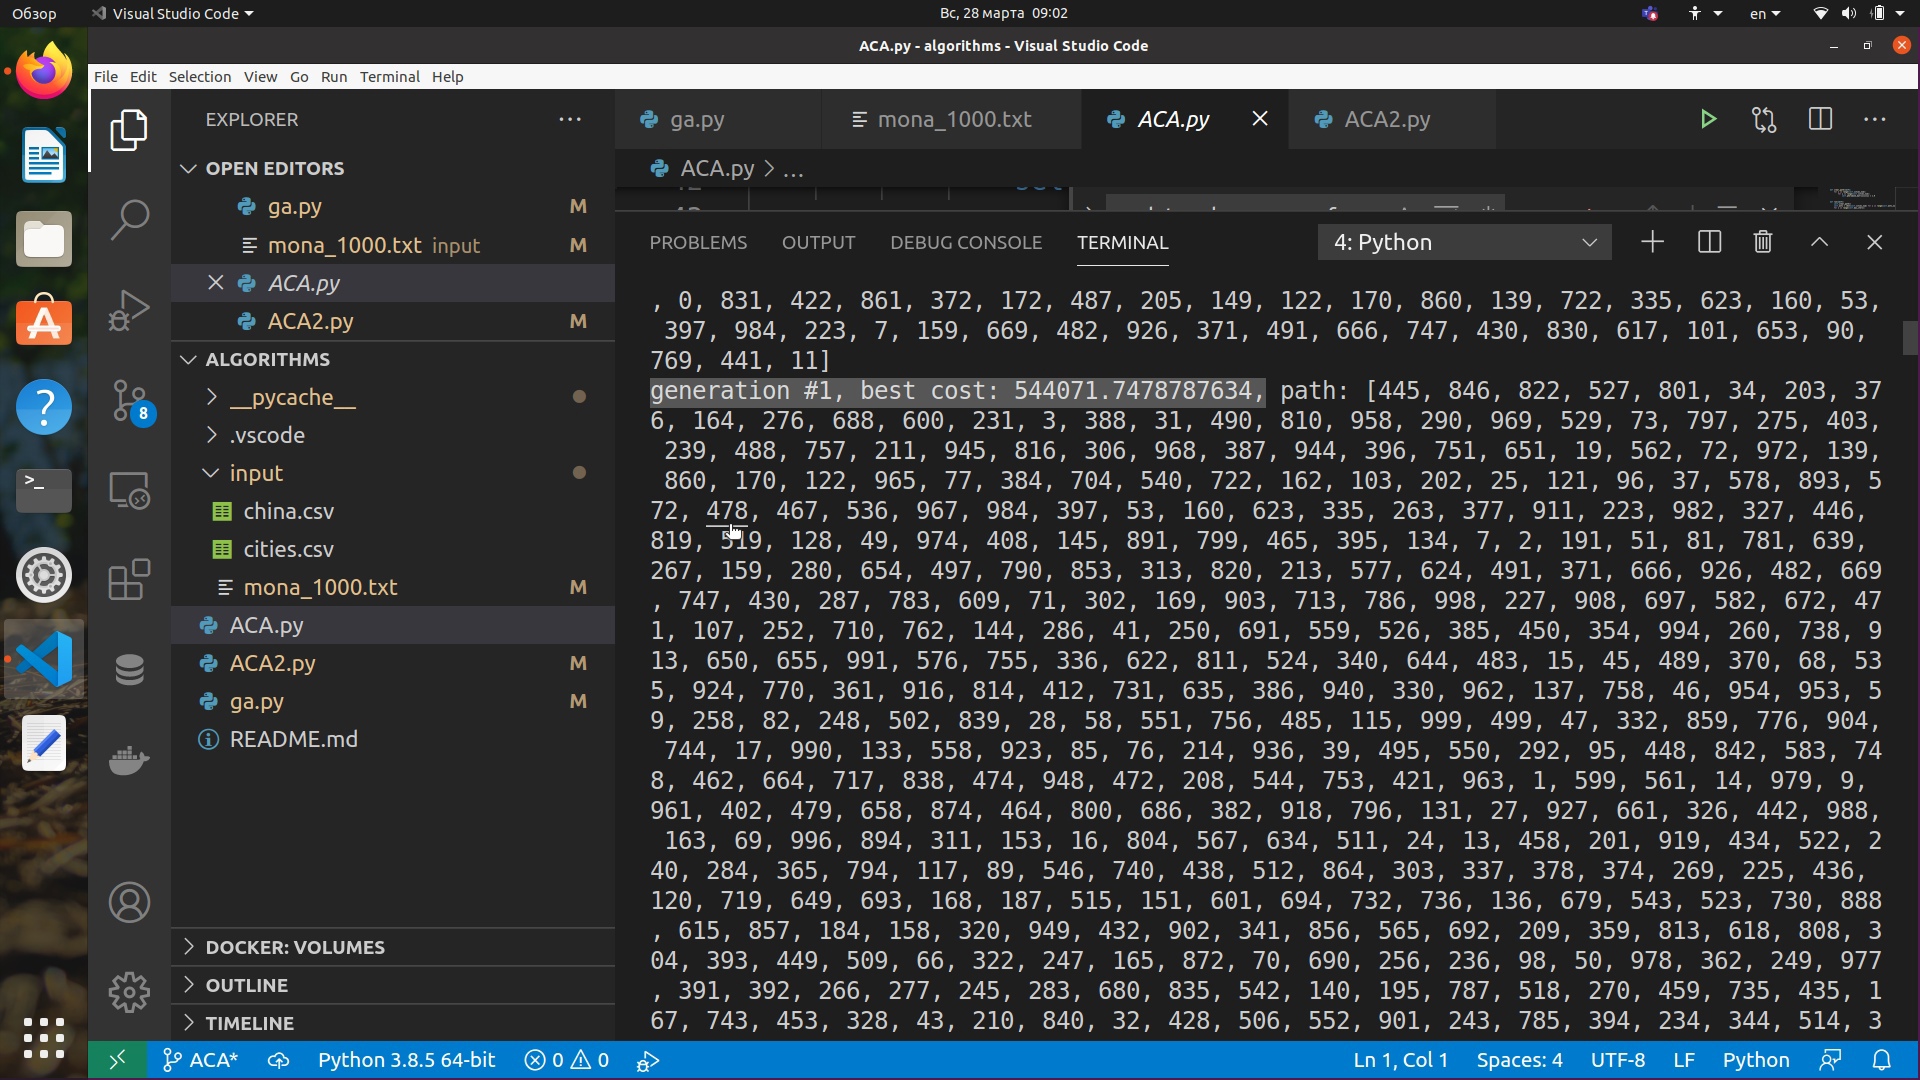 Обзор
Visual Studio Code
Вс, 28 марта 09:02
en
ACA.py - algorithms - Visual Studio Code
File Edit Selection View Go Run Terminal Help
EXPLORER
OPEN EDITORS
ga.py M
mona_1000.txt input M
ACA.py
ACA2.py M
ALGORITHMS
__pycache__
.vscode
input
china.csv
cities.csv
mona_1000.txt M
ACA.py
ACA2.py M
ga.py M
README.md
DOCKER: VOLUMES
OUTLINE
TIMELINE
8
ga.py
mona_1000.txt
ACA.py
ACA2.py
ACA.py > ...
PROBLEMS OUTPUT DEBUG CONSOLE TERMINAL
4: Python
, 0, 831, 422, 861, 372, 172, 487, 205, 149, 122, 170, 860, 139, 722, 335, 623, 160, 53,
397, 984, 223, 7, 159, 669, 482, 926, 371, 491, 666, 747, 430, 830, 617, 101, 653, 90,
769, 441, 11]
generation #1, best cost: 544071.7478787634, path: [445, 846, 822, 527, 801, 34, 203, 37
6, 164, 276, 688, 600, 231, 3, 388, 31, 490, 810, 958, 290, 969, 529, 73, 797, 275, 403,
239, 488, 757, 211, 945, 816, 306, 968, 387, 944, 396, 751, 651, 19, 562, 72, 972, 139,
860, 170, 122, 965, 77, 384, 704, 540, 722, 162, 103, 202, 25, 121, 96, 37, 578, 893, 5
72, 478, 467, 536, 967, 984, 397, 53, 160, 623, 335, 263, 377, 911, 223, 982, 327, 446,
819, 519, 128, 49, 974, 408, 145, 891, 799, 465, 395, 134, 7, 2, 191, 51, 81, 781, 639,
267, 159, 280, 654, 497, 790, 853, 313, 820, 213, 577, 624, 491, 371, 666, 926, 482, 669
, 747, 430, 287, 783, 609, 71, 302, 169, 903, 713, 786, 998, 227, 908, 697, 582, 672, 47
1, 107, 252, 710, 762, 144, 286, 41, 250, 691, 559, 526, 385, 450, 354, 994, 260, 738, 9
13, 650, 655, 991, 576, 755, 336, 622, 811, 524, 340, 644, 483, 15, 45, 489, 370, 68, 53
5, 924, 770, 361, 916, 814, 412, 731, 635, 386, 940, 330, 962, 137, 758, 46, 954, 953, 5
9, 258, 82, 248, 502, 839, 28, 58, 551, 756, 485, 115, 999, 499, 47, 332, 859, 776, 904,
744, 17, 990, 133, 558, 923, 85, 76, 214, 936, 39, 495, 550, 292, 95, 448, 842, 583, 74
8, 462, 664, 717, 838, 474, 948, 472, 208, 544, 753, 421, 963, 1, 599, 561, 14, 979, 9,
961, 402, 479, 658, 874, 464, 800, 686, 382, 918, 796, 131, 27, 927, 661, 326, 442, 988,
163, 69, 996, 894, 311, 153, 16, 804, 567, 634, 511, 24, 13, 458, 201, 919, 434, 522, 2
40, 284, 365, 794, 117, 89, 546, 740, 438, 512, 864, 303, 337, 378, 374, 269, 225, 436,
120, 719, 649, 693, 168, 187, 515, 151, 601, 694, 732, 736, 136, 679, 543, 523, 730, 888
, 615, 857, 184, 158, 320, 949, 432, 902, 341, 856, 565, 692, 209, 359, 813, 618, 808, 3
04, 393, 449, 509, 66, 322, 247, 165, 872, 70, 690, 256, 236, 98, 50, 978, 362, 249, 977
, 391, 392, 266, 277, 245, 283, 680, 835, 542, 140, 195, 787, 518, 270, 459, 735, 435, 1
67, 743, 453, 328, 43, 210, 840, 32, 428, 506, 552, 901, 243, 785, 394, 234, 344, 514, 3
ACA* Python 3.8.5 64-bit 0 0 Ln 1, Col 1 Spaces: 4 UTF-8 LF Python